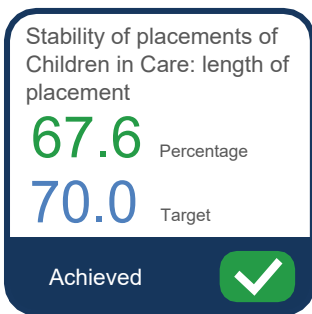 Stability of placements of
Children in Care: length of
placement
67.6 Percentage
70.0 Target
Achieved